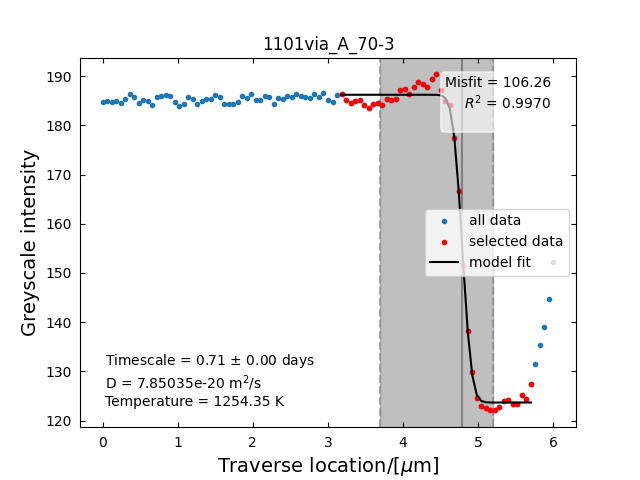 1101via_A_70-3
Greyscale intensity
190
180
170
160
150
140
130
120
Misfit = 106.26
R² = 0.9970
all data
selected data
model fit
Timescale = 0.71 ± 0.00 days
D = 7.85035e-20 m²/s
Temperature = 1254.35 K
0 1 2 3 4 5 6
Traverse location/[μm]